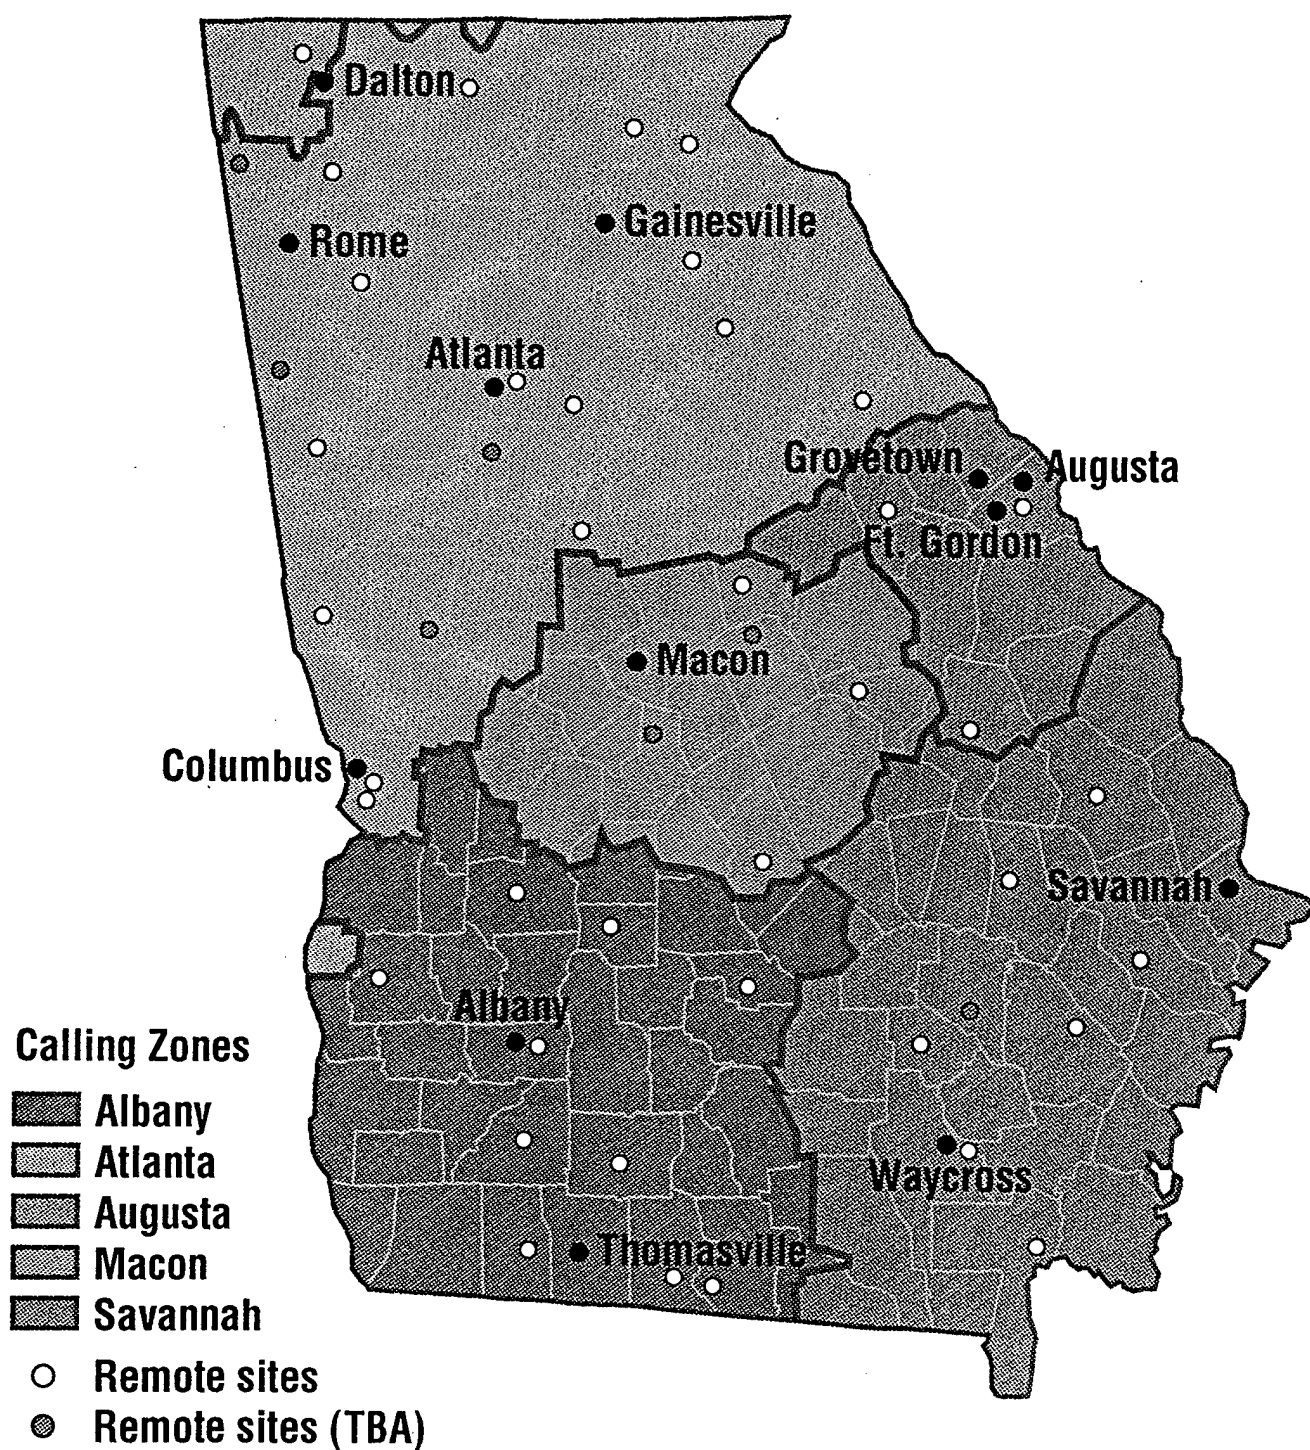 Dalton
Gainesville
Rome
Atlanta
Grovetown
Augusta
Ft. Gordon
Macon
Columbus
Savannah
Albany
Waycross
Thomasville
Calling Zones
Albany
Atlanta
Augusta
Macon
Savannah
Remote sites
Remote sites (TBA)